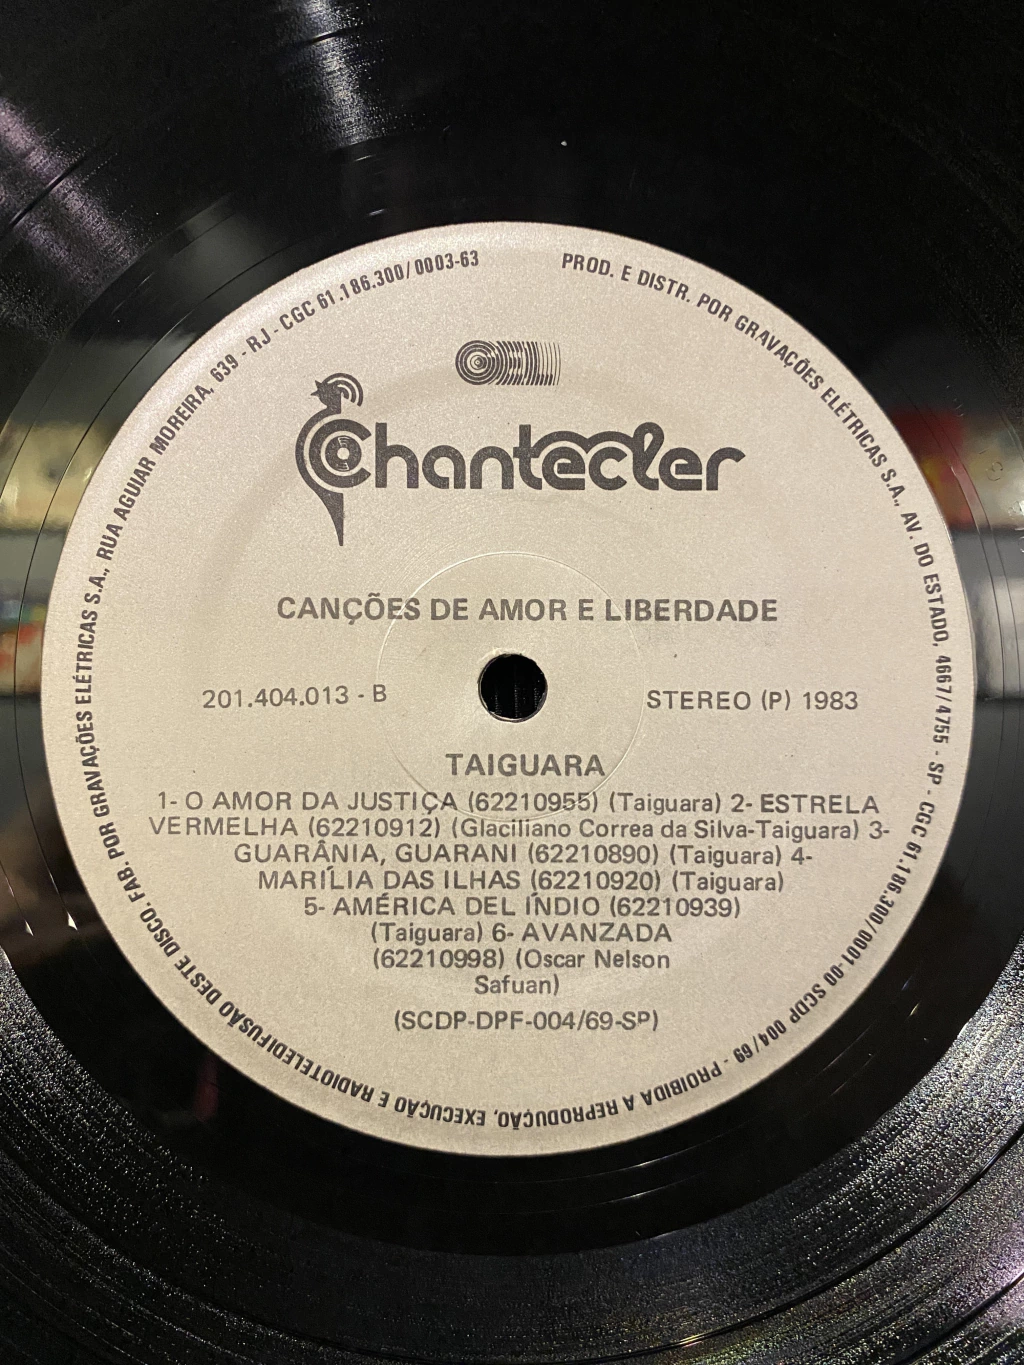 PROD. E DISTR. POR GRAVAÇÕES ELÉTRICAS S.A., AV. DO ESTADO, 4667/4755 - SP - CGC 61.186.300/0001-00 SCDP 004/69 - PROIBIDA A REPRODUÇÃO, EXECUÇÃO E RADIOTELEDIFUSÃO DESTE DISCO. FAB. POR GRAVAÇÕES ELÉTRICAS S.A., RUA AGUIAR MOREIRA, 639 - RJ - CGC 61.186.300/0003-63
Chantecler
CANÇÕES DE AMOR E LIBERDADE
201.404.013 - B
STEREO (P) 1983
TAIGUARA
1- O AMOR DA JUSTIÇA (62210955) (Taiguara) 2- ESTRELA
VERMELHA (62210912) (Glaciliano Correa da Silva-Taiguara) 3-
GUARÂNIA, GUARANI (62210890) (Taiguara) 4-
MARÍLIA DAS ILHAS (62210920) (Taiguara)
5- AMÉRICA DEL ÍNDIO (62210939)
(Taiguara) 6- AVANZADA
(62210998) (Oscar Nelson
Safuan)
(SCDP-DPF-004/69-SP)